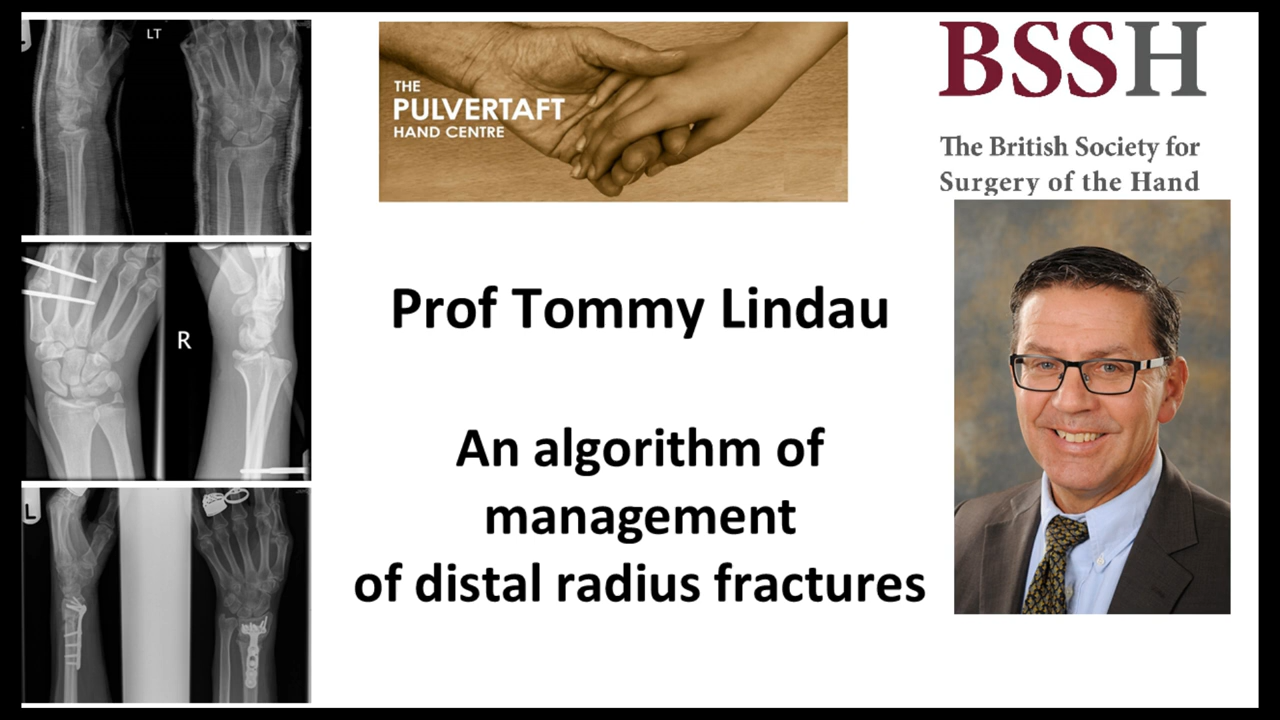 LT
R
L
THE
PULVERTAFT
HAND CENTRE
BSSH
The British Society for
Surgery of the Hand
Prof Tommy Lindau
An algorithm of
management
of distal radius fractures